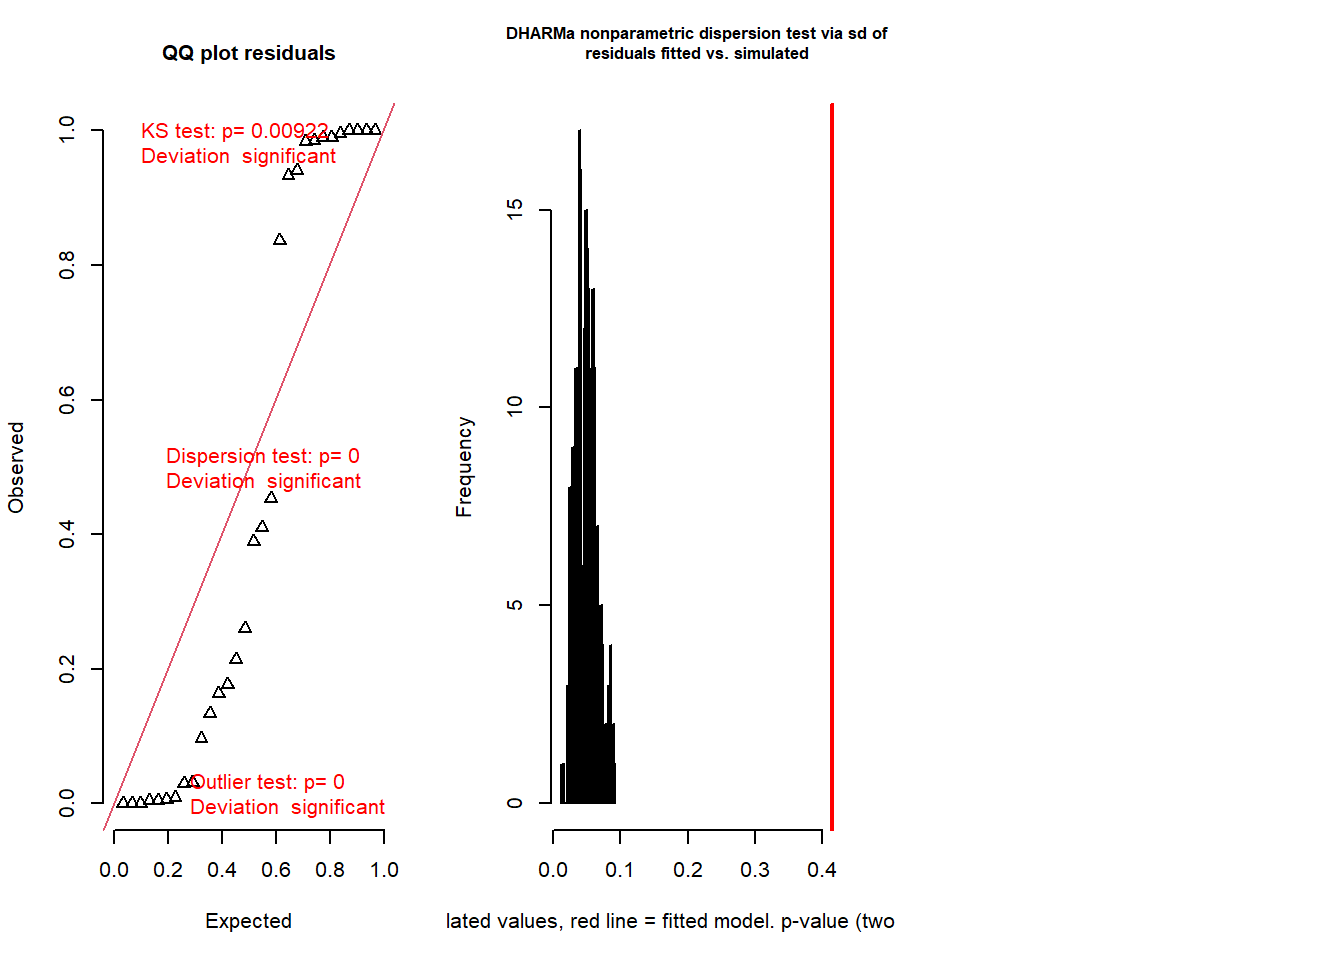 QQ plot residuals
Observed
1.0
0.8
0.6
0.4
0.2
0.0
KS test: p= 0.00922
Deviation  significant
Dispersion test: p= 0
Deviation  significant
Outlier test: p= 0
Deviation  significant
0.0 0.2 0.4 0.6 0.8 1.0
Expected
DHARMa nonparametric dispersion test via sd of
residuals fitted vs. simulated
Frequency
15
10
5
0
0.0 0.1 0.2 0.3 0.4
lated values, red line = fitted model. p-value (two